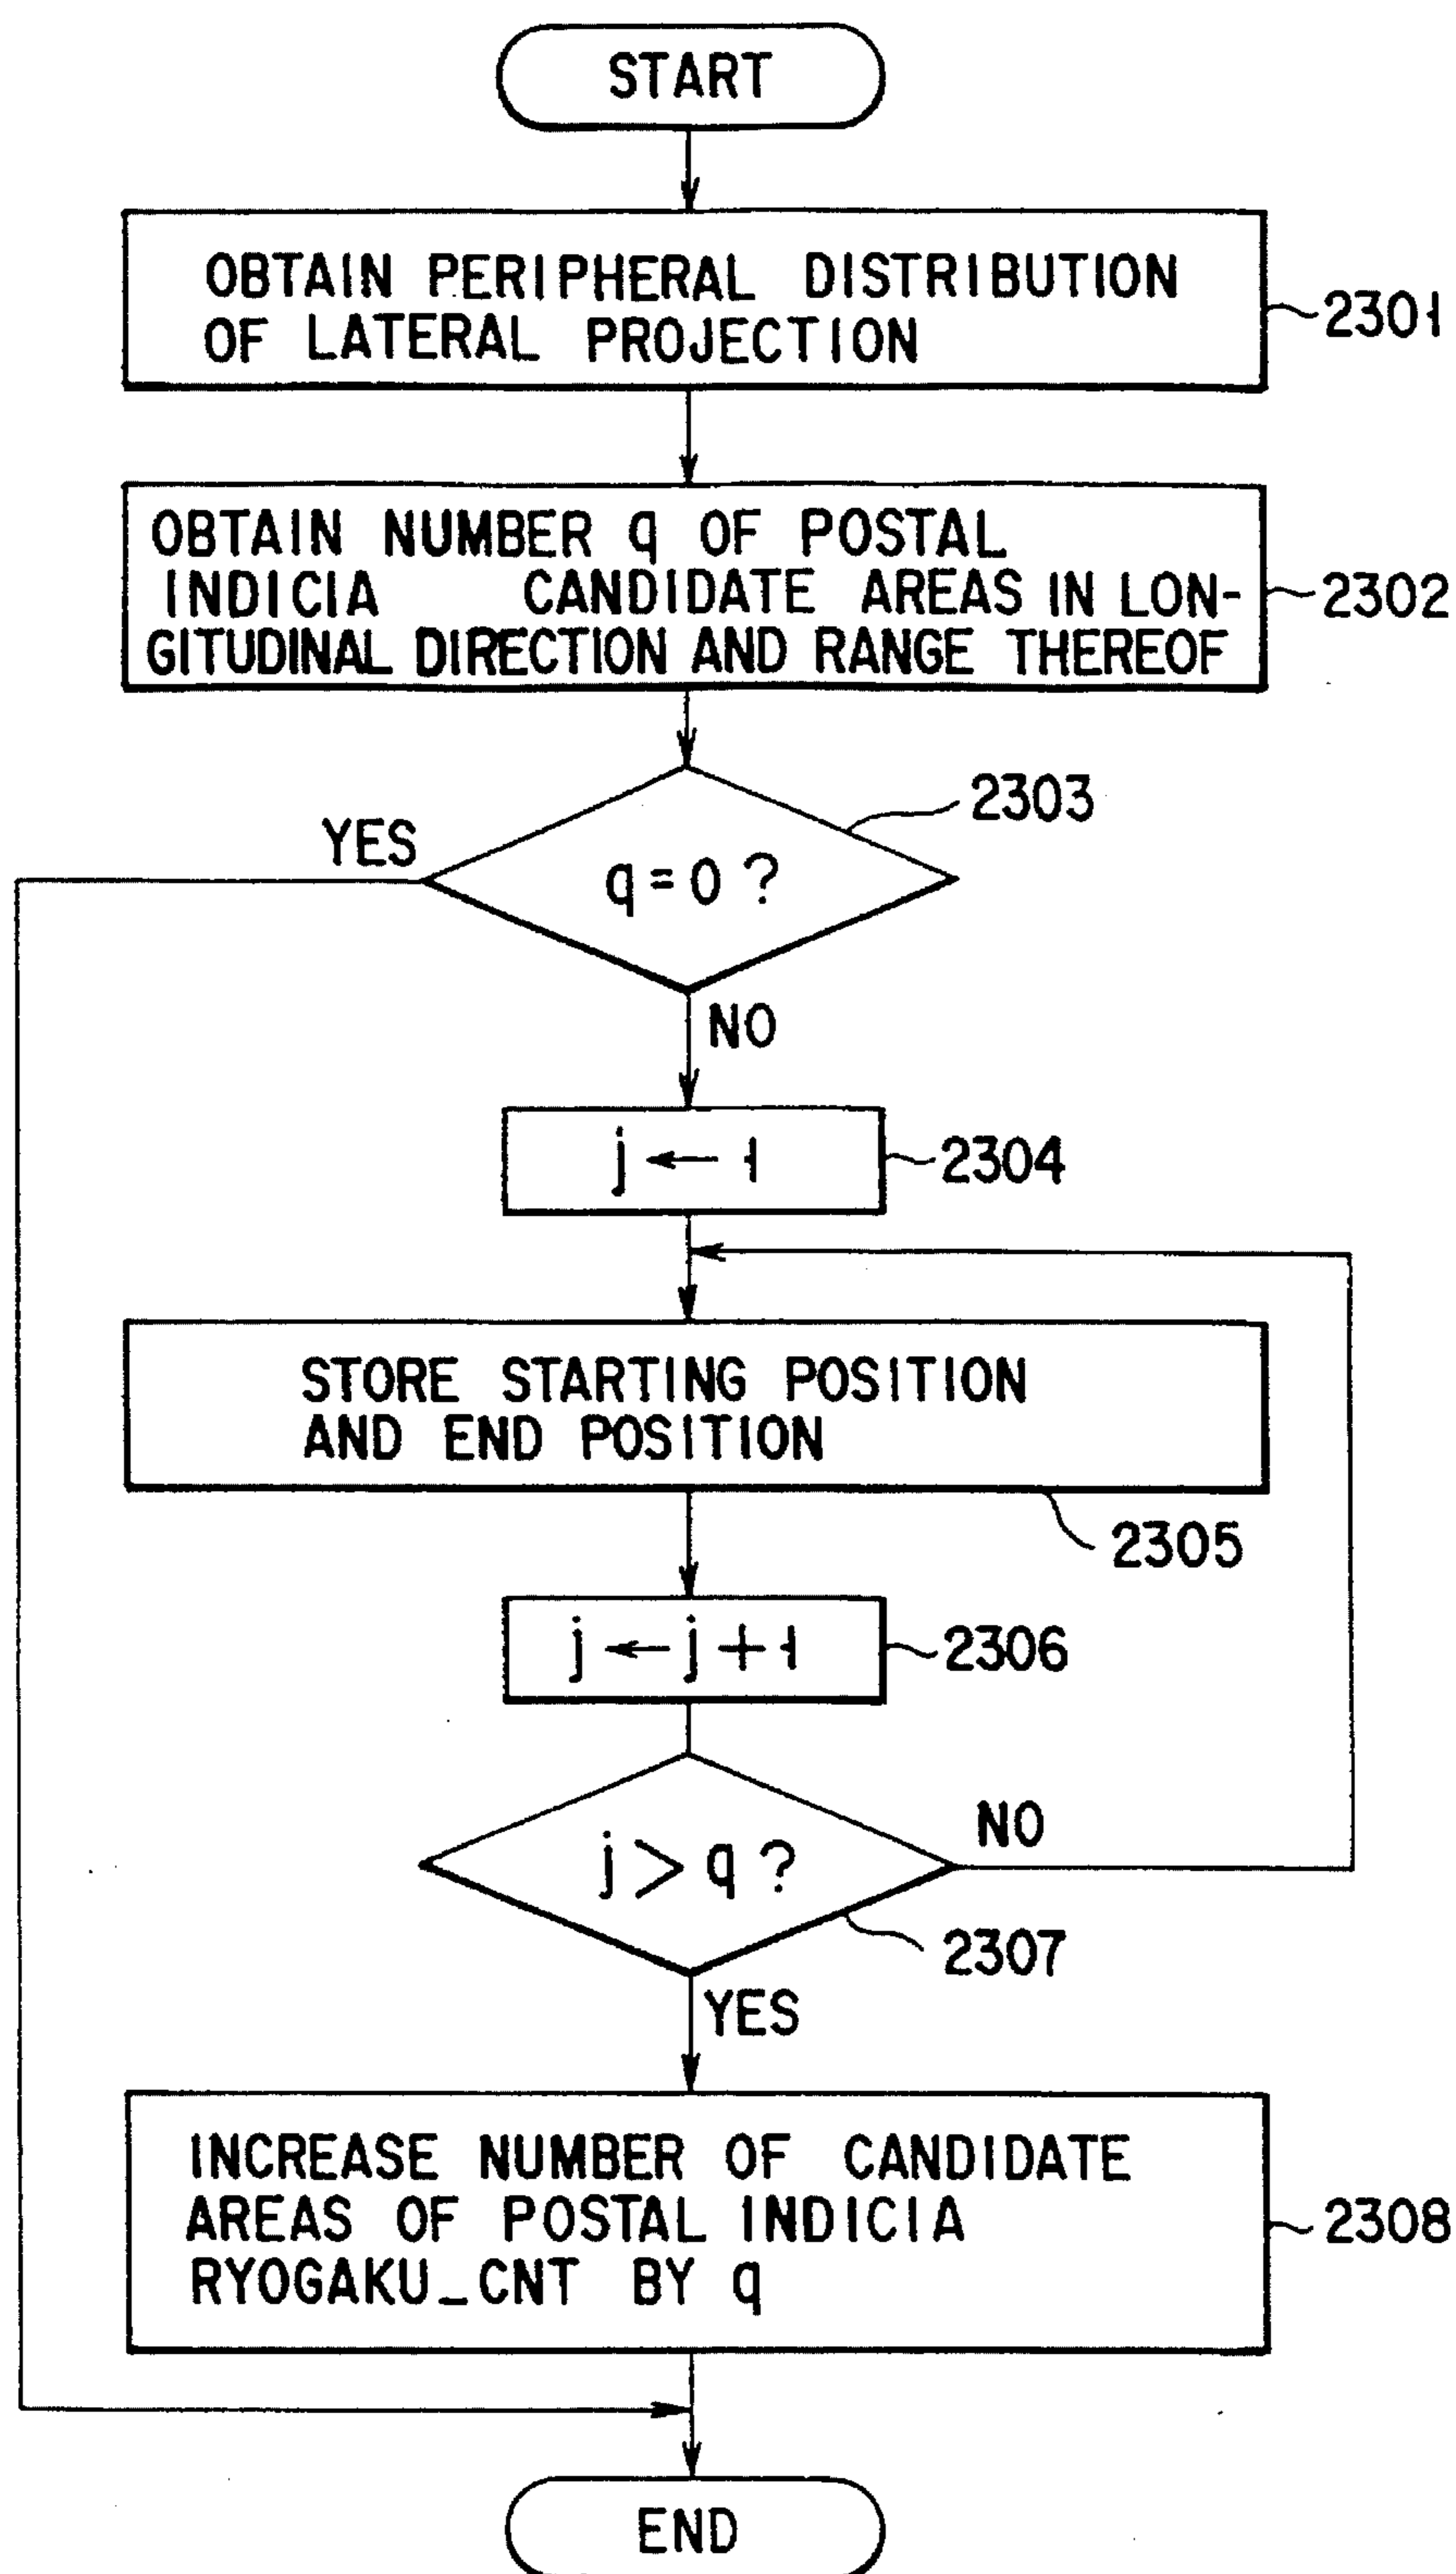 START
OBTAIN PERIPHERAL DISTRIBUTION
OF LATERAL PROJECTION
2301
OBTAIN NUMBER q OF POSTAL
INDICIA CANDIDATE AREAS IN LON-
GITUDINAL DIRECTION AND RANGE THEREOF
2302
2303
YES
q = 0 ?
NO
j ← 1
2304
STORE STARTING POSITION
AND END POSITION
2305
j ← j + 1
2306
NO
j > q ?
2307
YES
INCREASE NUMBER OF CANDIDATE
AREAS OF POSTAL INDICIA
RYOGAKU_CNT BY q
2308
END